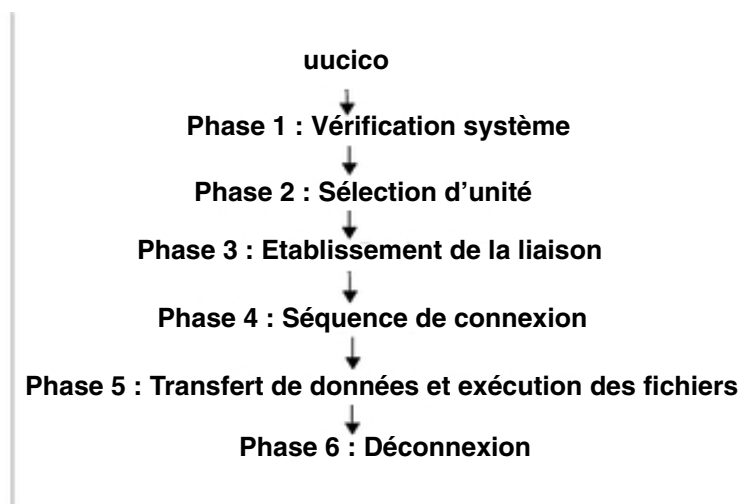 uucico
Phase 1 : Vérification système
Phase 2 : Sélection d’unité
Phase 3 : Etablissement de la liaison
Phase 4 : Séquence de connexion
Phase 5 : Transfert de données et exécution des fichiers
Phase 6 : Déconnexion